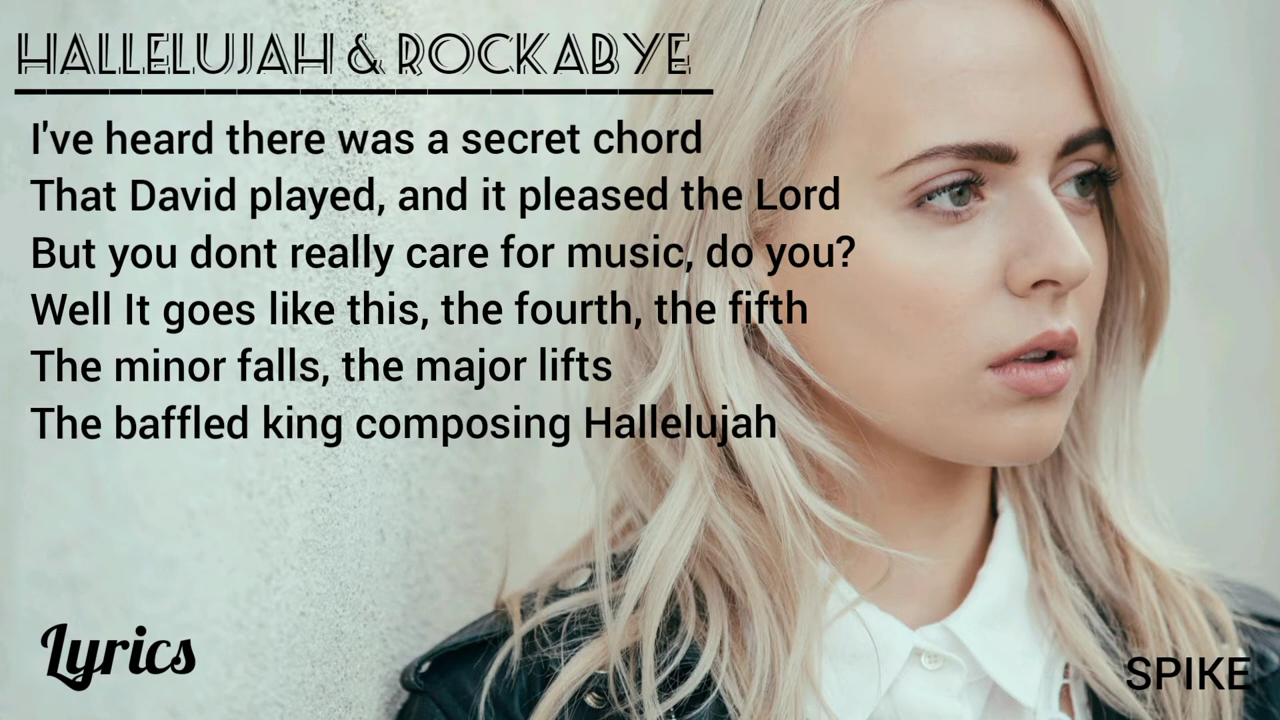 HALLELUJAH & ROCKABYE
I've heard there was a secret chord
That David played, and it pleased the Lord
But you dont really care for music, do you?
Well It goes like this, the fourth, the fifth
The minor falls, the major lifts
The baffled king composing Hallelujah
Lyrics
SPIKE